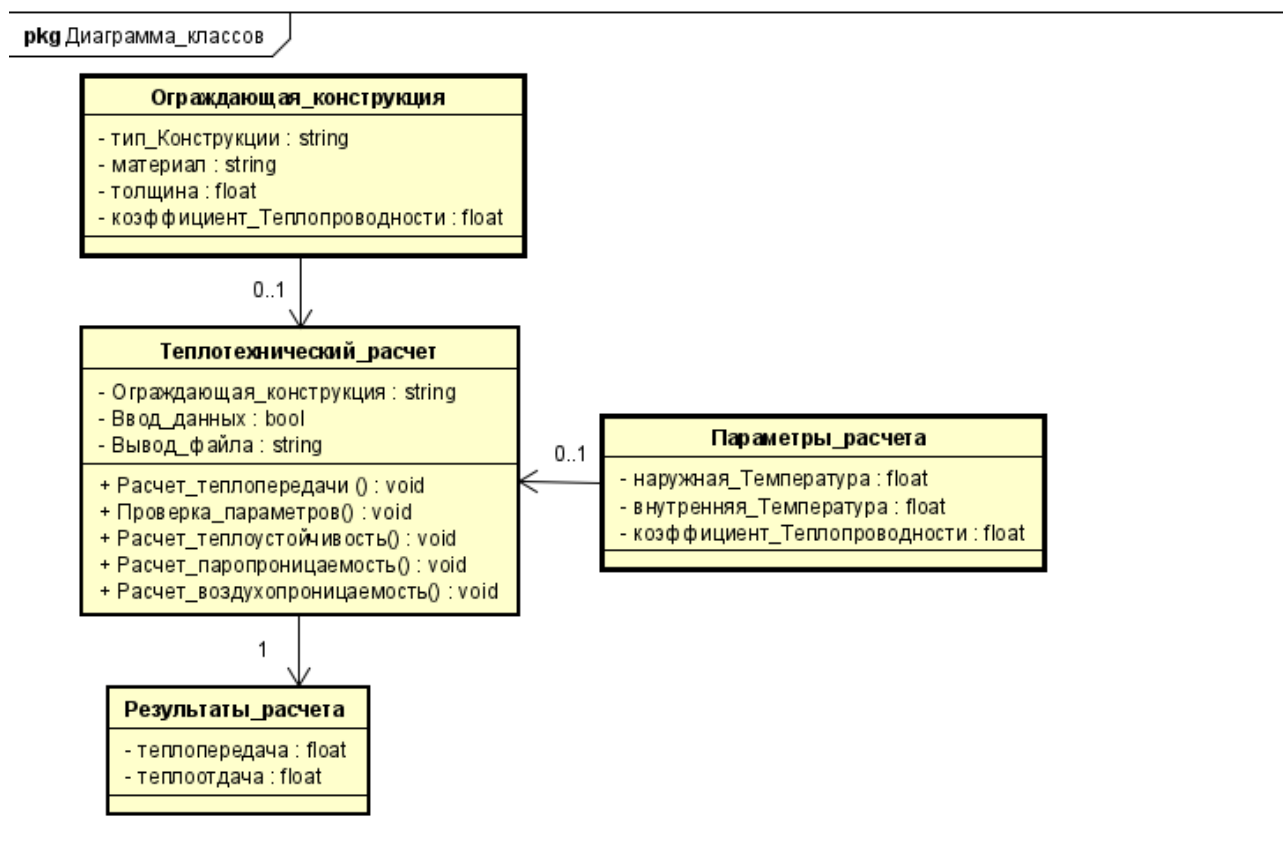 pkg Диаграмма_классов
Ограждающая_конструкция
- тип_Конструкции : string
- материал : string
- толщина : float
- коэффициент_Теплопроводности : float
0..1
Теплотехнический_расчет
- Ограждающая_конструкция : string
- Ввод_данных : bool
- Вывод_файла : string
+ Расчет_теплопередачи () : void
+ Проверка_параметров() : void
+ Расчет_теплоустойчивость() : void
+ Расчет_паропроницаемость() : void
+ Расчет_воздухопроницаемость() : void
0..1
Параметры_расчета
- наружная_Температура : float
- внутренняя_Температура : float
- коэффициент_Теплопроводности : float
1
Результаты_расчета
- теплопередача : float
- теплоотдача : float